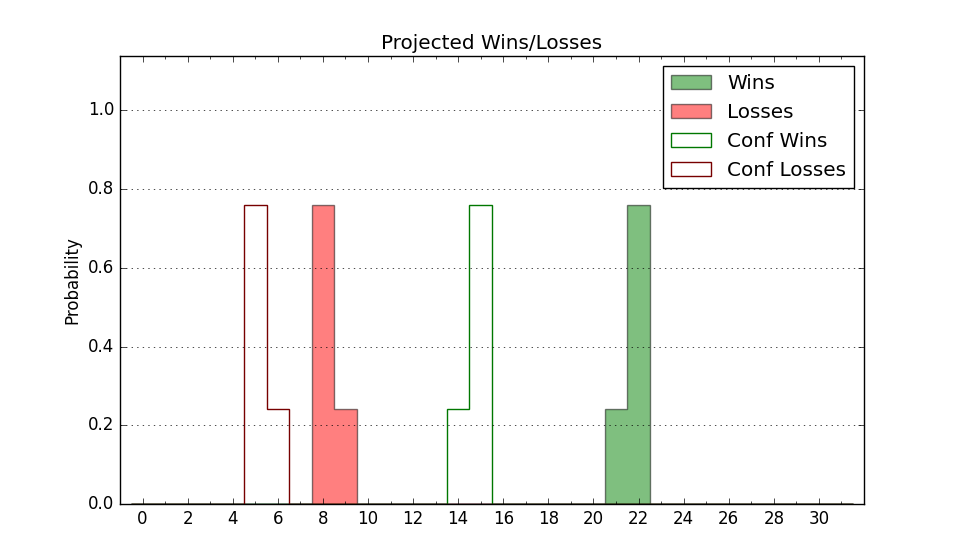 Projected Wins/Losses
Wins
Losses
Conf Wins
Conf Losses
Probability
1.0
0.8
0.6
0.4
0.2
0.0
0 2 4 6 8 10 12 14 16 18 20 22 24 26 28 30